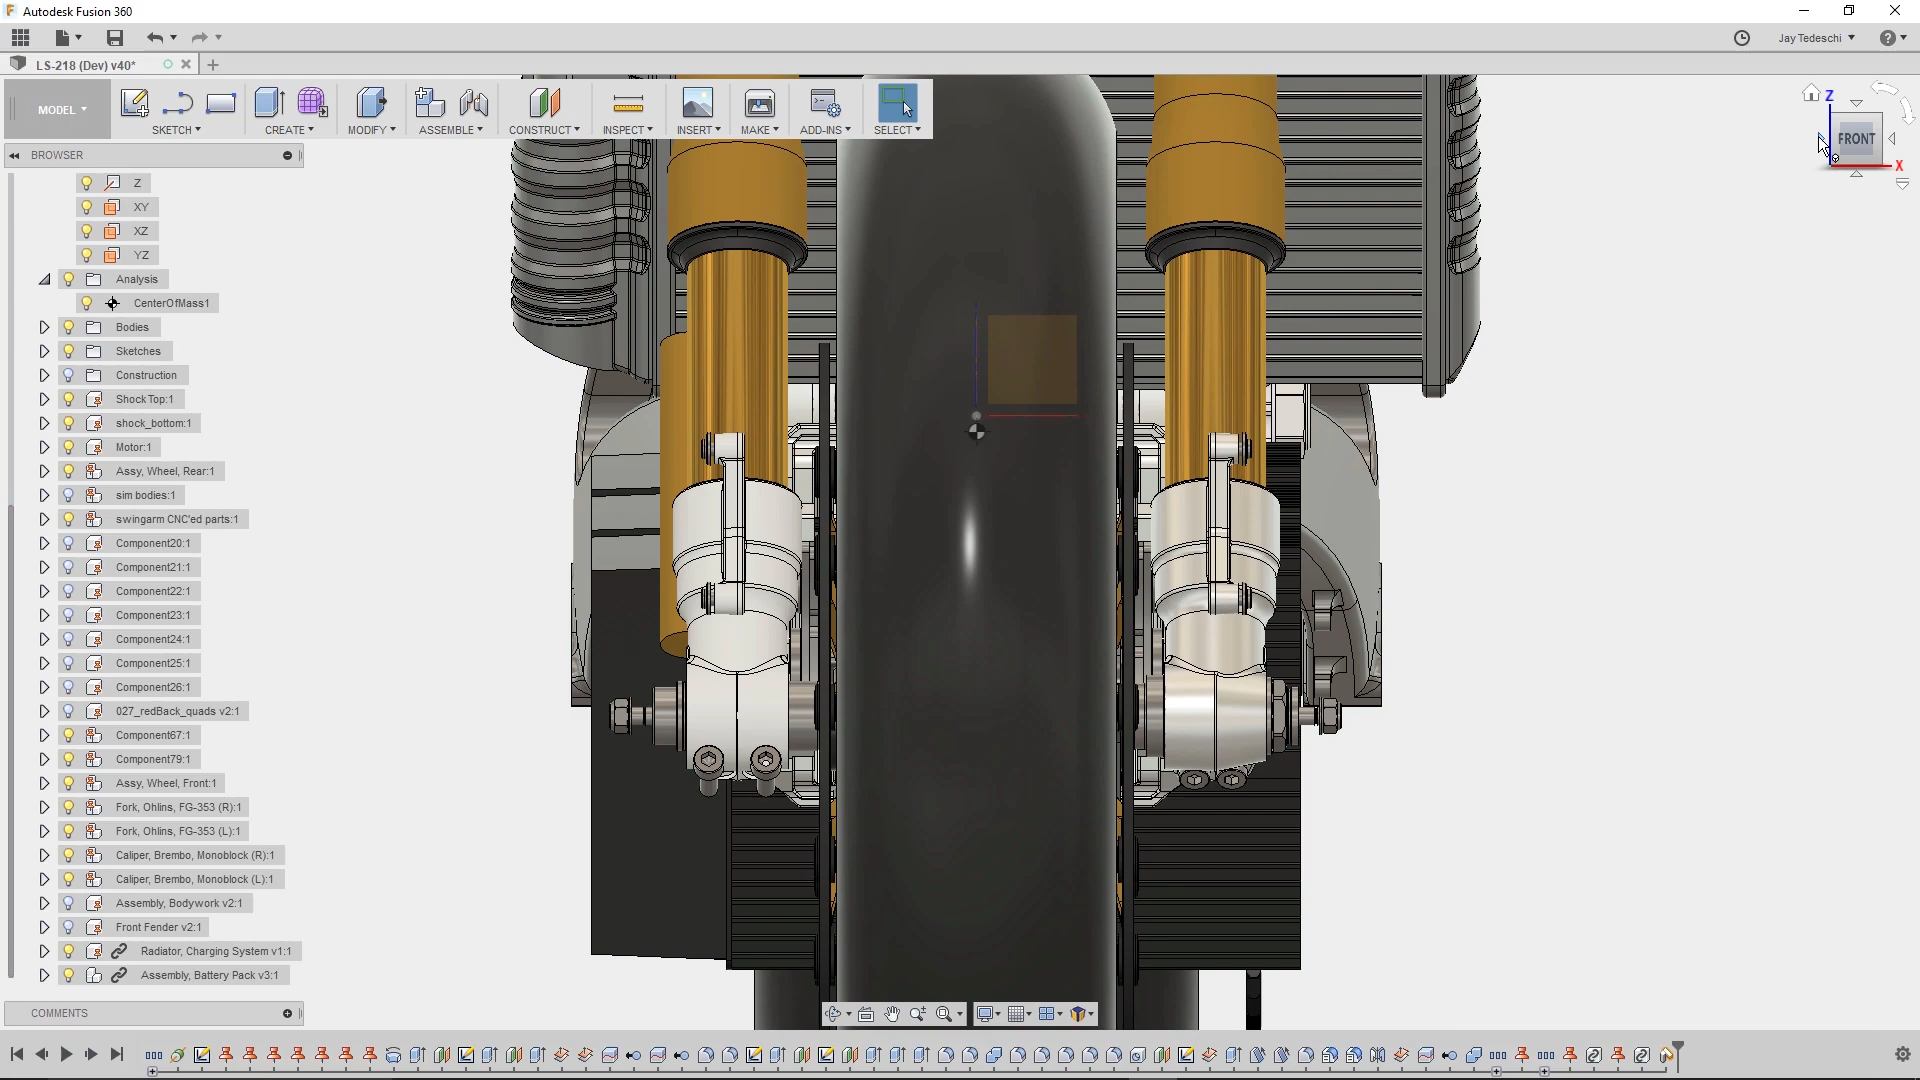 Autodesk Fusion 360
Jay Tedeschi
LS-218 (Dev) v40*
MODEL
SKETCH
CREATE
MODIFY
ASSEMBLE
CONSTRUCT
INSPECT
INSERT
MAKE
ADD-INS
SELECT
Z
FRONT
X
BROWSER
Z
XY
XZ
YZ
Analysis
CenterOfMass1
Bodies
Sketches
Construction
ShockTop:1
shock_bottom:1
Motor:1
Assy, Wheel, Rear:1
sim bodies:1
swingarm CNC'ed parts:1
Component20:1
Component21:1
Component22:1
Component23:1
Component24:1
Component25:1
Component26:1
027_redBack_quads v2:1
Component67:1
Component79:1
Assy, Wheel, Front:1
Fork, Ohlins, FG-353 (R):1
Fork, Ohlins, FG-353 (L):1
Caliper, Brembo, Monoblock (R):1
Caliper, Brembo, Monoblock (L):1
Assembly, Bodywork v2:1
Front Fender v2:1
Radiator, Charging System v1:1
Assembly, Battery Pack v3:1
COMMENTS